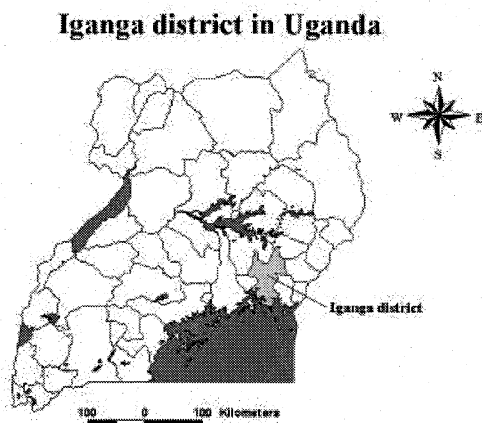 Iganga district in Uganda
N
W E
S
Iganga district
100 0 100 Kilometers